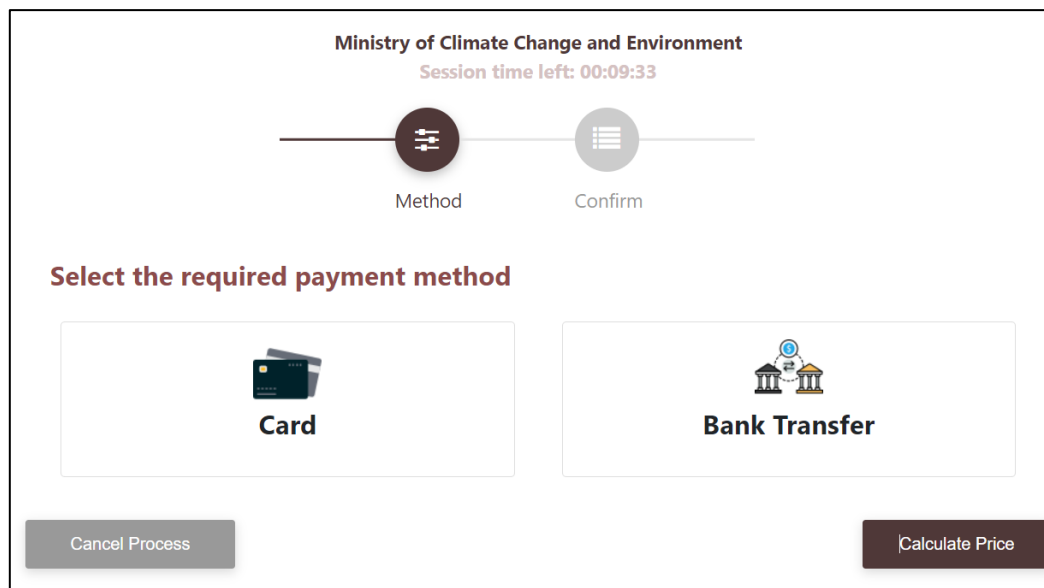 Ministry of Climate Change and Environment
Session time left: 00:09:33
Method
Confirm
Select the required payment method
Card
Bank Transfer
Cancel Process
Calculate Price